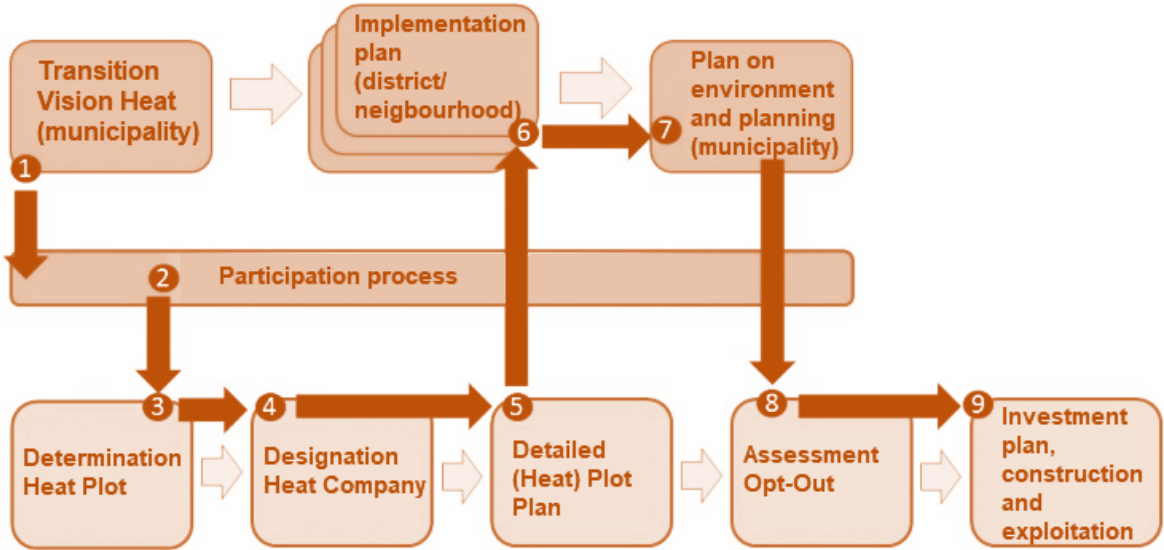 Transition
Vision Heat
(municipality)
1
Implementation
plan
(district/
neigbourhood)
6
Plan on
environment
and planning
(municipality)
7
2
Participation process
3
Determination
Heat Plot
4
Designation
Heat Company
5
Detailed
(Heat) Plot
Plan
8
Assessment
Opt-Out
9
Investment
plan,
construction
and
exploitation